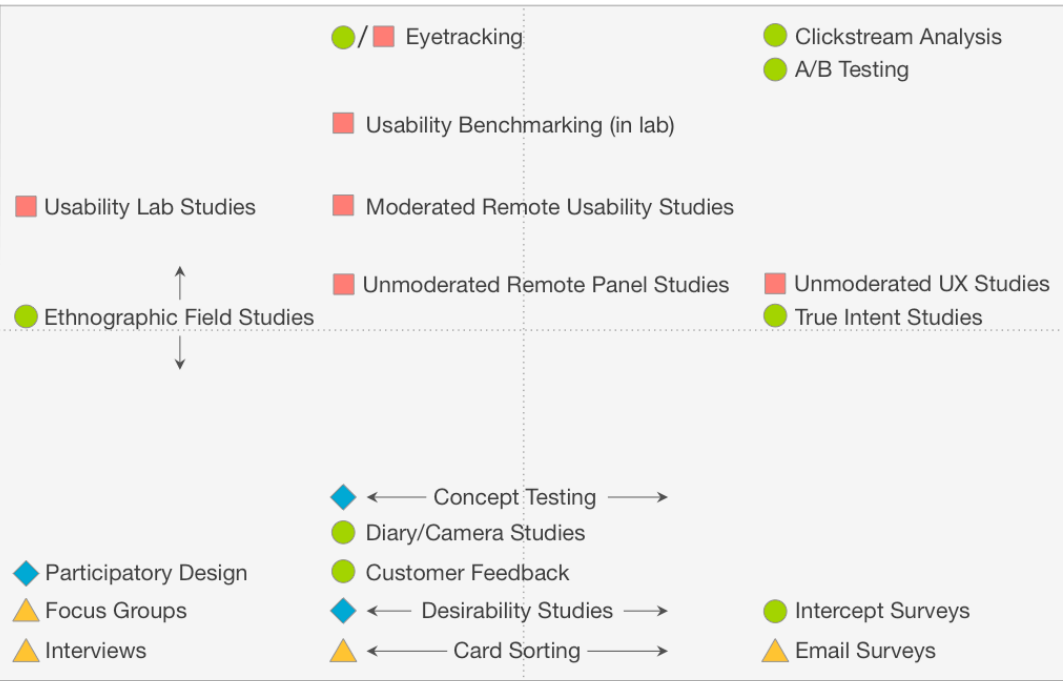 / Eyetracking
Clickstream Analysis
A/B Testing
Usability Benchmarking (in lab)
Usability Lab Studies
Moderated Remote Usability Studies
Unmoderated Remote Panel Studies
Unmoderated UX Studies
Ethnographic Field Studies
True Intent Studies
Concept Testing
Diary/Camera Studies
Participatory Design
Customer Feedback
Focus Groups
Desirability Studies
Intercept Surveys
Interviews
Card Sorting
Email Surveys